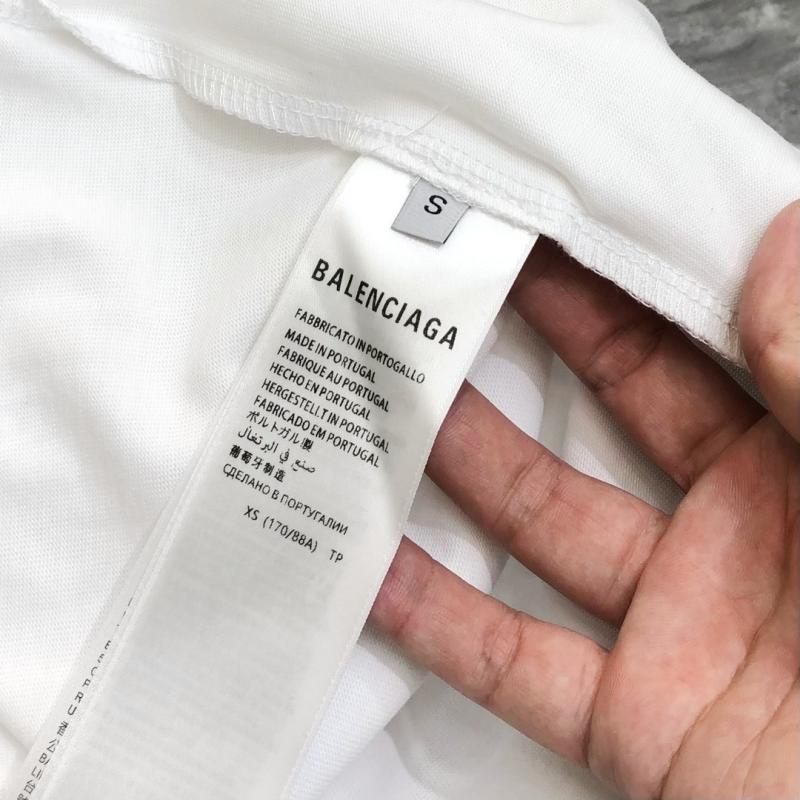 S
BALENCIAGA
FABBRICATO IN PORTOGALLO
MADE IN PORTUGAL
FABRIQUE AU PORTUGAL
HECHO EN PORTUGAL
HERGESTELLT IN PORTUGAL
FABRICADO EM PORTUGAL
ポルトガル製
صنع في البرتغال
葡萄牙制造
СДЕЛАНО В ПОРТУГАЛИИ
XS (170/88A) TP